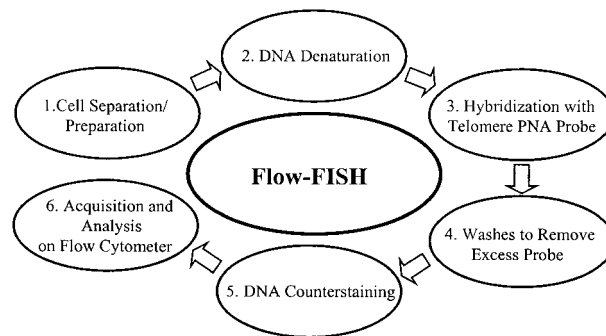 1.Cell Separation/
Preparation
2. DNA Denaturation
3. Hybridization with
Telomere PNA Probe
4. Washes to Remove
Excess Probe
5. DNA Counterstaining
6. Acquisition and
Analysis
on Flow Cytometer
Flow-FISH